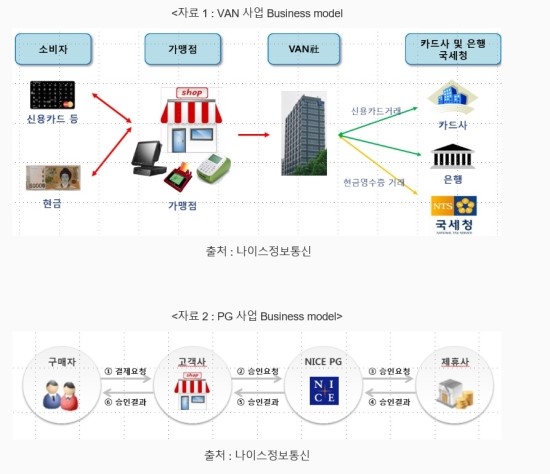 <자료 1 : VAN 사업 Business model
소비자
가맹점
VAN社
카드사 및 은행
국세청
shop
신용카드 등
신용카드거래
카드사
은행
현금영수증 거래
현금
가맹점
NTS
국세청
출처 : 나이스정보통신
<자료 2 : PG 사업 Business model>
구매자
고객사
NICE PG
제휴사
① 결제요청
② 승인요청
③ 승인요청
shop
N I
C E
⑥ 승인결과
⑤ 승인결과
④ 승인결과
출처 : 나이스정보통신